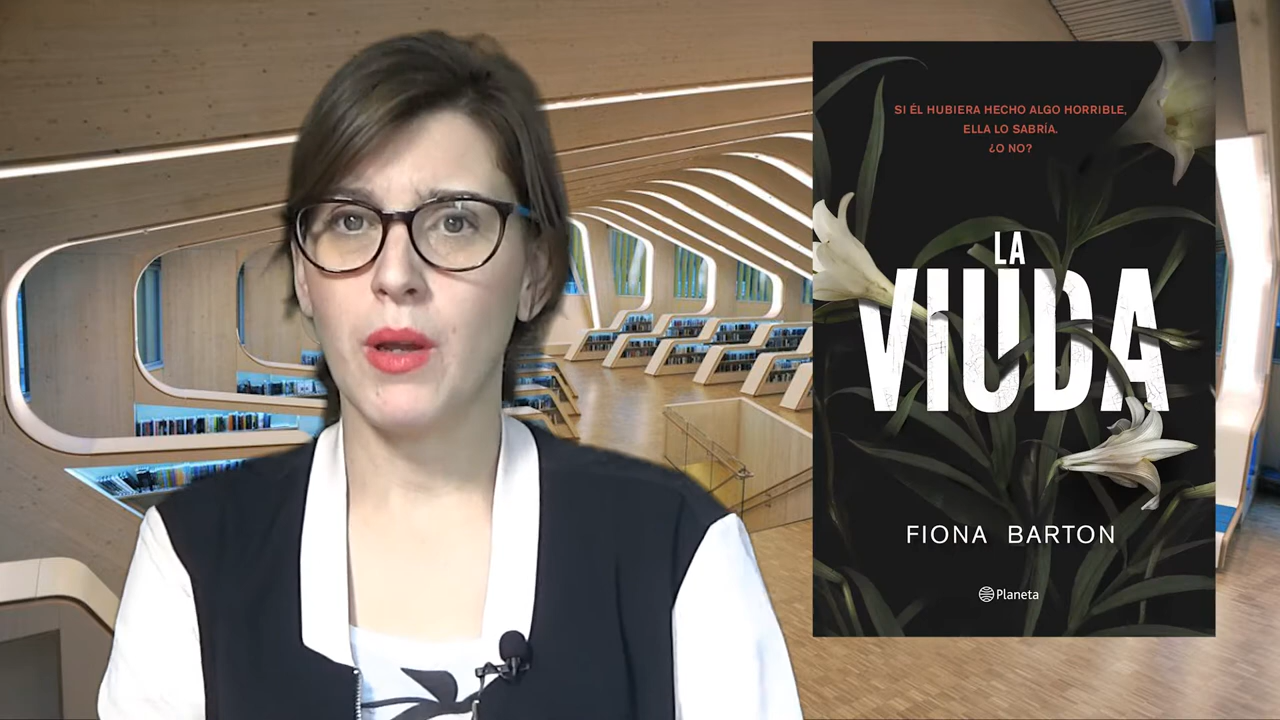 SI ÉL HUBIERA HECHO ALGO HORRIBLE,
ELLA LO SABRÍA.
¿O NO?
LA
VIUDA
FIONA BARTON
Planeta